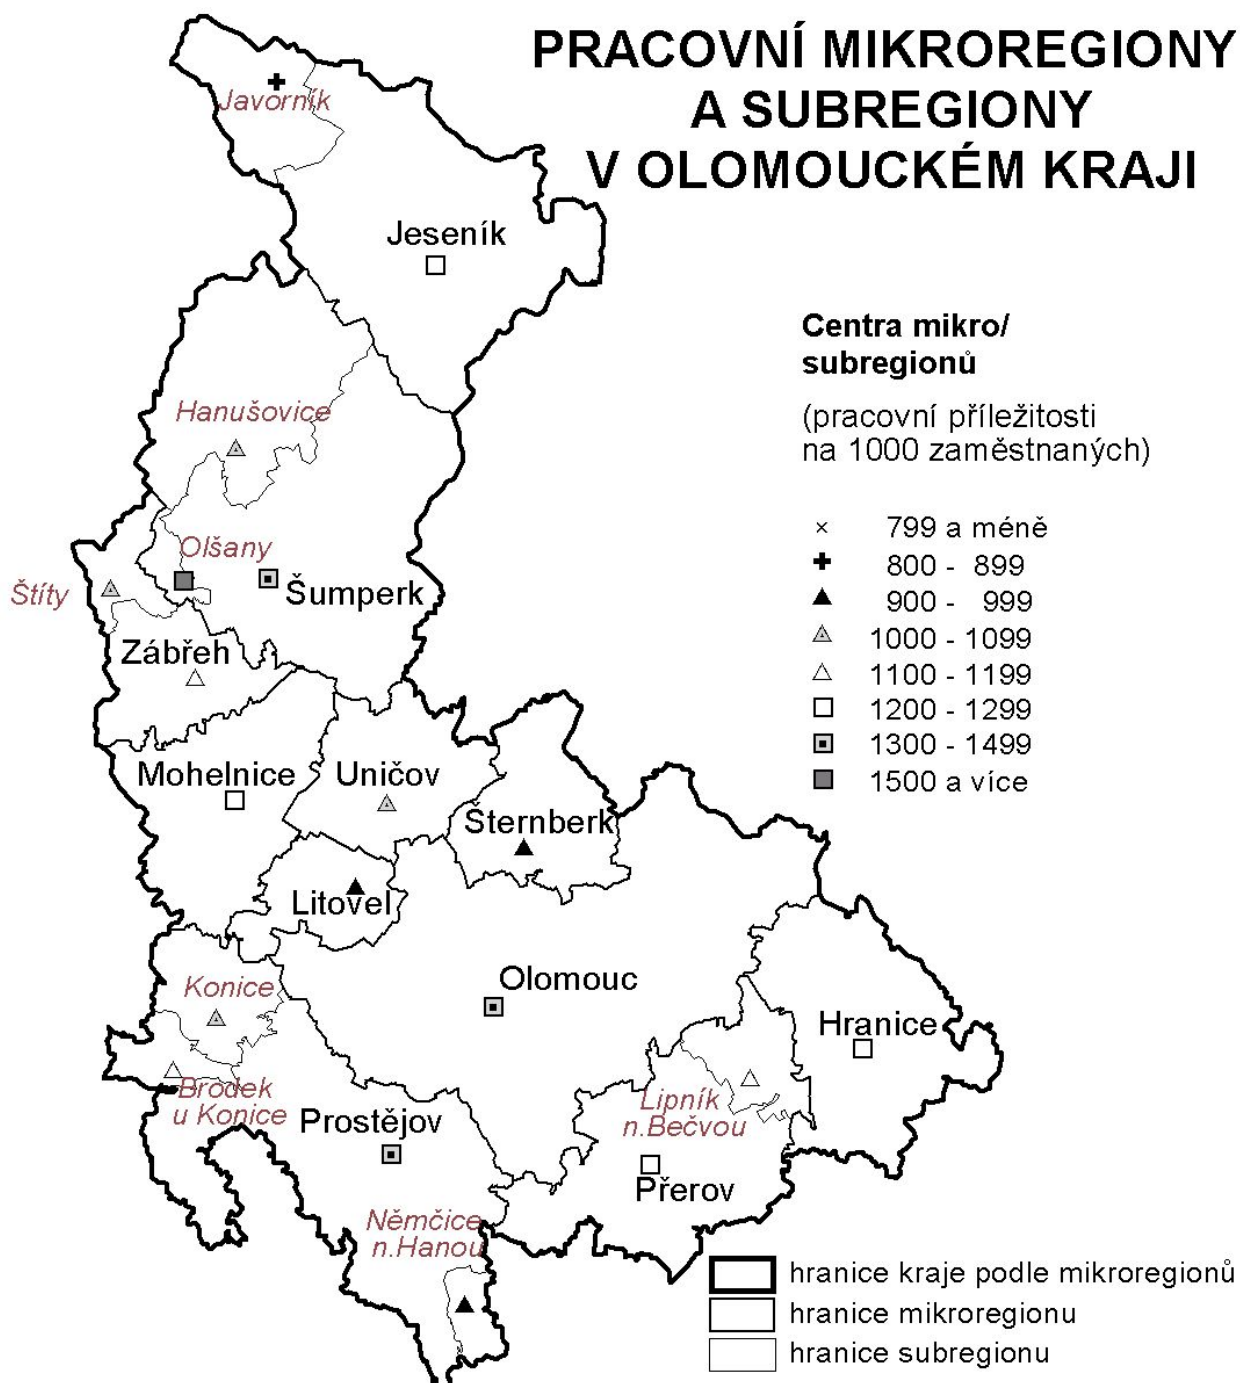 PRACOVNÍ MIKROREGIONY
A SUBREGIONY
V OLOMOUCKÉM KRAJI
Javorník
Jeseník
Centra mikro/
subregionů
(pracovní příležitosti
na 1000 zaměstnaných)
799 a méně
800 - 899
900 - 999
1000 - 1099
1100 - 1199
1200 - 1299
1300 - 1499
1500 a více
Hanušovice
Olšany
Štíty
Šumperk
Zábřeh
Mohelnice
Uničov
Šternberk
Litovel
Konice
Olomouc
Hranice
Brodek
u Konice
Prostějov
Lipník
n.Bečvou
Přerov
Němčice
n.Hanou
hranice kraje podle mikroregionů
hranice mikroregionu
hranice subregionu